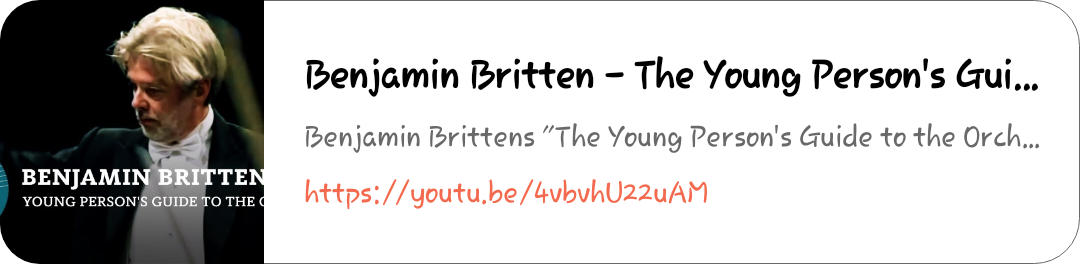 BENJAMIN BRITTEN
YOUNG PERSON'S GUIDE TO THE
Benjamin Britten - The Young Person's Gui...
Benjamin Brittens "The Young Person's Guide to the Orch...
https://youtu.be/4vbvhU22uAM